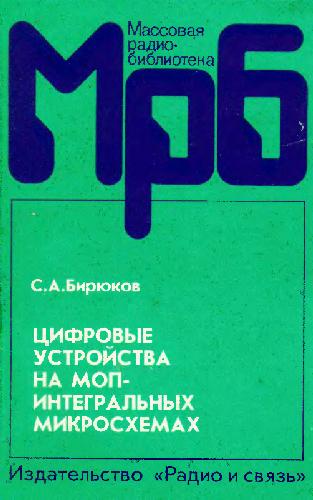 Массовая
радио-
библиотека
Мрб
С.А.Бирюков
ЦИФРОВЫЕ
УСТРОЙСТВА
НА МОП-
ИНТЕГРАЛЬНЫХ
МИКРОСХЕМАХ
Издательство «Радио и связь»